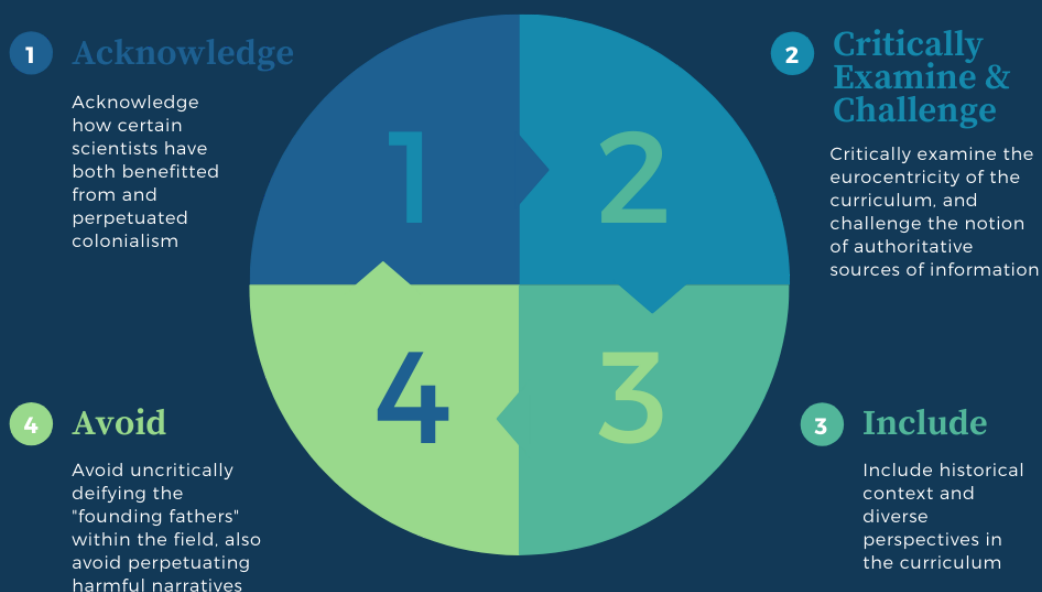 1
Acknowledge
Acknowledge
how certain
scientists have
both benefitted
from and
perpetuated
colonialism
2
Critically
Examine &
Challenge
Critically examine the
eurocentricity of the
curriculum, and
challenge the notion
of authoritative
sources of information
1
2
4
3
4
Avoid
Avoid uncritically
deifying the
"founding fathers"
within the field, also
avoid perpetuating
harmful narratives
3
Include
Include historical
context and
diverse
perspectives in
the curriculum